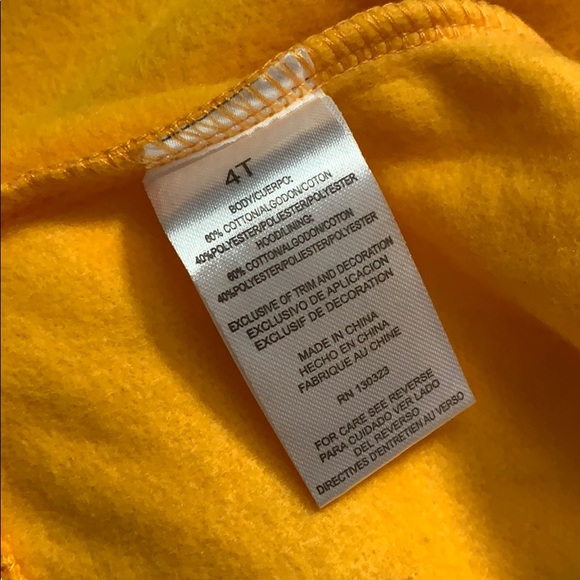 4T
BODY/CUERPO:
60% COTTON/ALGODON/COTON
40%POLYESTER/POLIESTER/POLYESTER
HOOD/LINING:
60% COTTON/ALGODON/COTON
40%POLYESTER/POLIESTER/POLYESTER
EXCLUSIVE OF TRIM AND DECORATION
EXCLUSIVO DE APLICACION
EXCLUSIF DE DECORATION
MADE IN CHINA
HECHO EN CHINA
FABRIQUE AU CHINE
RN 130323
FOR CARE SEE REVERSE
PARA CUIDADO VER LADO
DEL REVERSO
DIRECTIVES D'ENTRETIEN AU VERSO